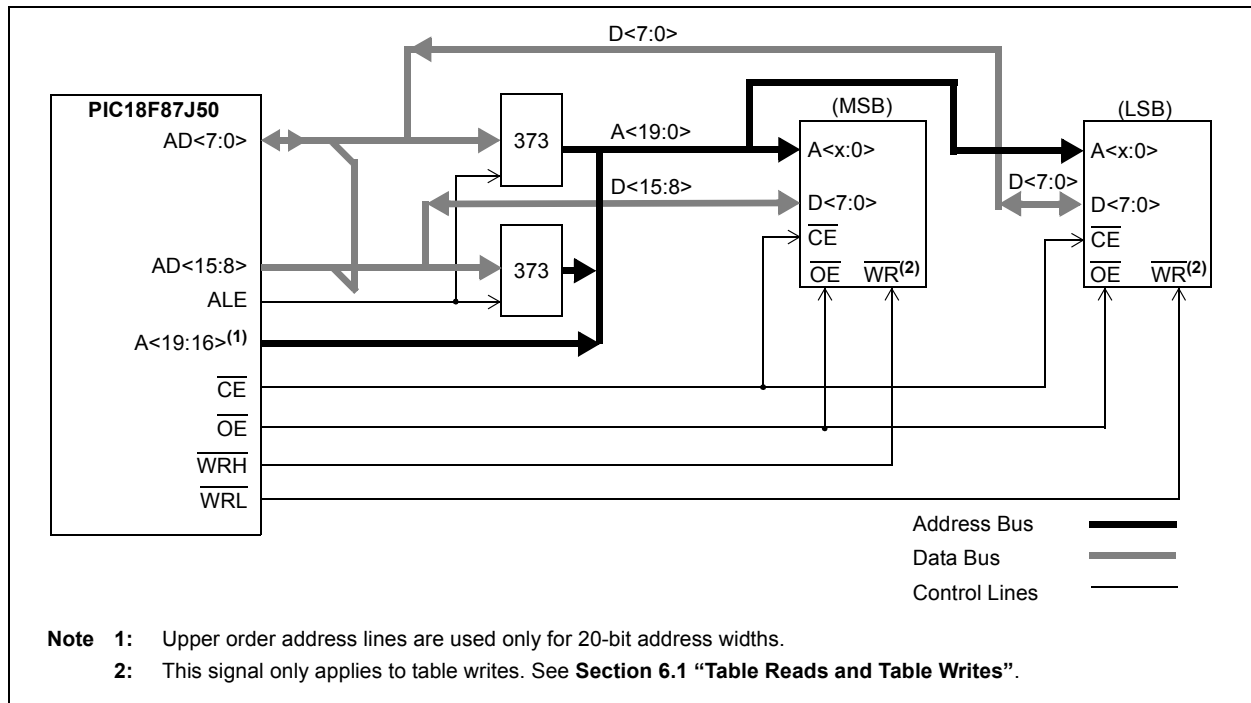 D<7:0>
PIC18F87J50
AD<7:0>
373
A<19:0>
(MSB)
A<x:0>
(LSB)
A<x:0>
D<15:8>
D<7:0>
D<7:0>
D<7:0>
CE
CE
AD<15:8>
373
OE WR(2)
OE WR(2)
ALE
A<19:16>(1)
CE
OE
WRH
WRL
Address Bus
Data Bus
Control Lines
Note 1: Upper order address lines are used only for 20-bit address widths.
2: This signal only applies to table writes. See Section 6.1 “Table Reads and Table Writes”.